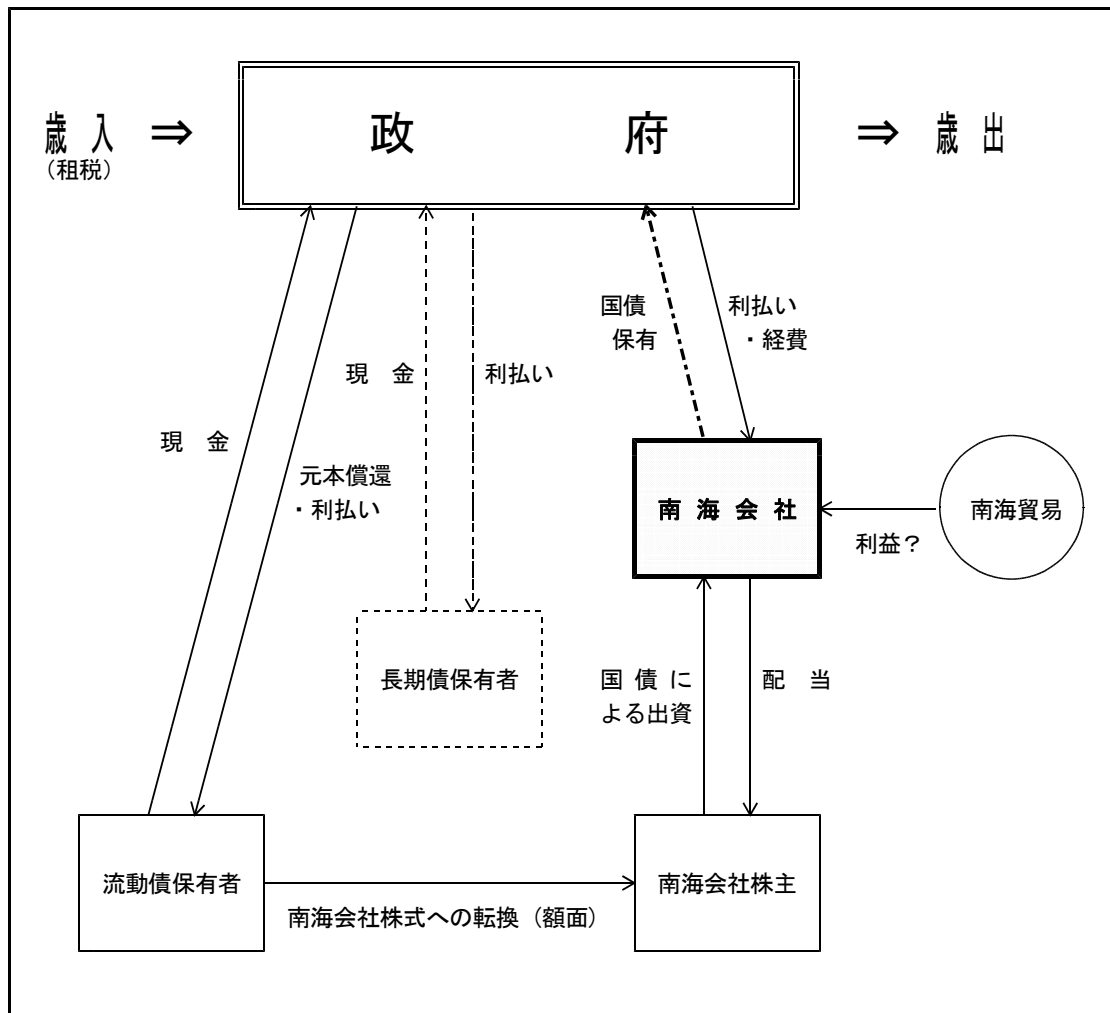 歳入 ⇒ 政府 ⇒ 歳出
(租税)
国債
保有
利払い
・経費
現 金
利払い
現 金
元本償還
・利払い
南海会社
南海貿易
利益？
長期債保有者
国債に
よる出資
配 当
流動債保有者
南海会社株主
南海会社株式への転換（額面）